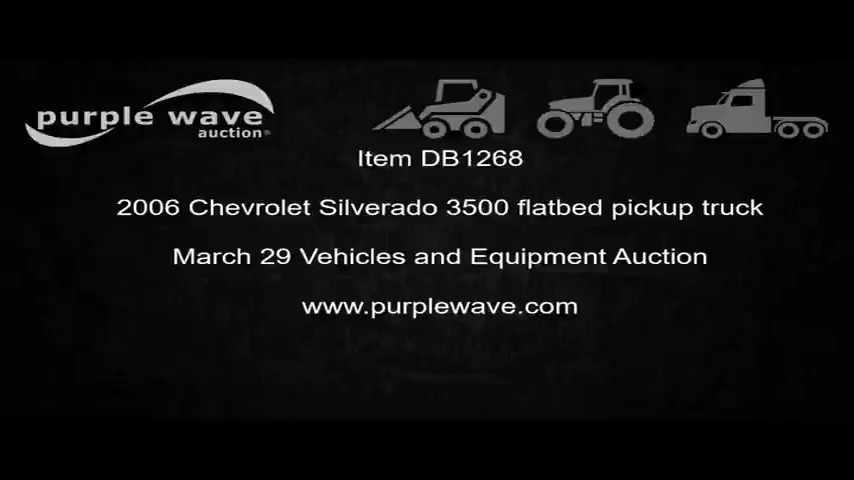 purple wave
auction®
Item DB1268
2006 Chevrolet Silverado 3500 flatbed pickup truck
March 29 Vehicles and Equipment Auction
www.purplewave.com